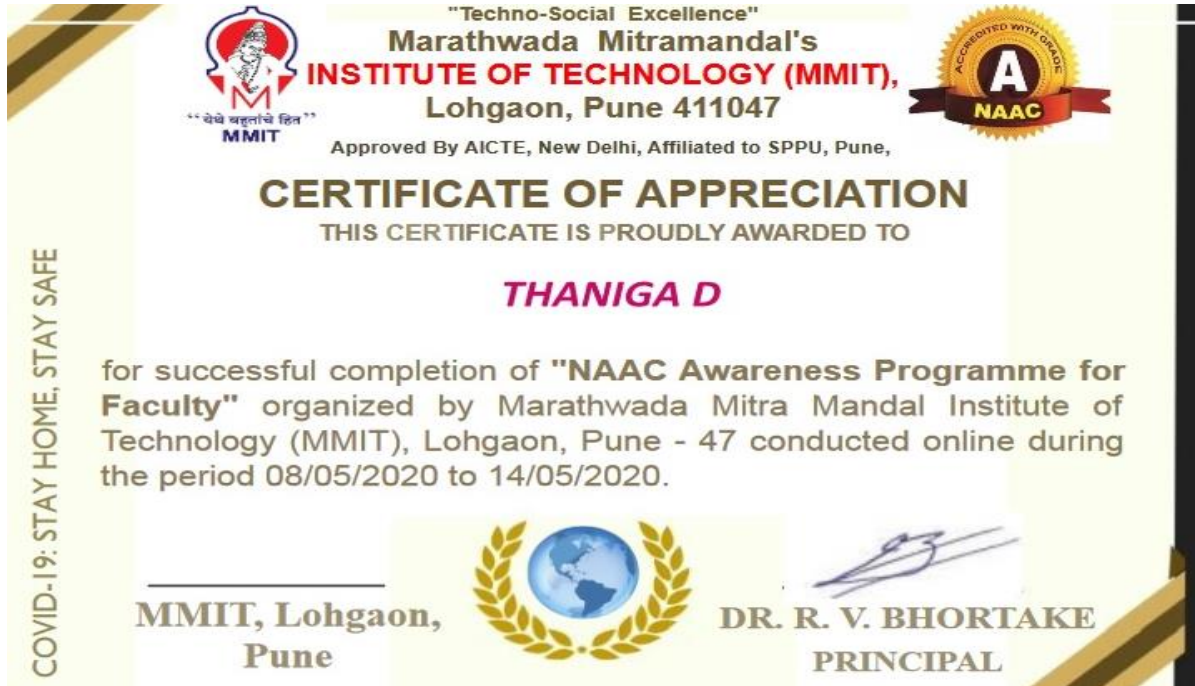 "Techno-Social Excellence"
Marathwada Mitramandal's
INSTITUTE OF TECHNOLOGY (MMIT),
Lohgaon, Pune 411047
Approved By AICTE, New Delhi, Affiliated to SPPU, Pune,
“येथे बहुतांचे हित”
MMIT
ACCREDITED WITH GRADE
A
NAAC
CERTIFICATE OF APPRECIATION
THIS CERTIFICATE IS PROUDLY AWARDED TO
THANIGA D
for successful completion of "NAAC Awareness Programme for
Faculty" organized by Marathwada Mitra Mandal Institute of
Technology (MMIT), Lohgaon, Pune - 47 conducted online during
the period 08/05/2020 to 14/05/2020.
COVID-19: STAY HOME, STAY SAFE
MMIT, Lohgaon,
Pune
DR. R. V. BHORTAKE
PRINCIPAL